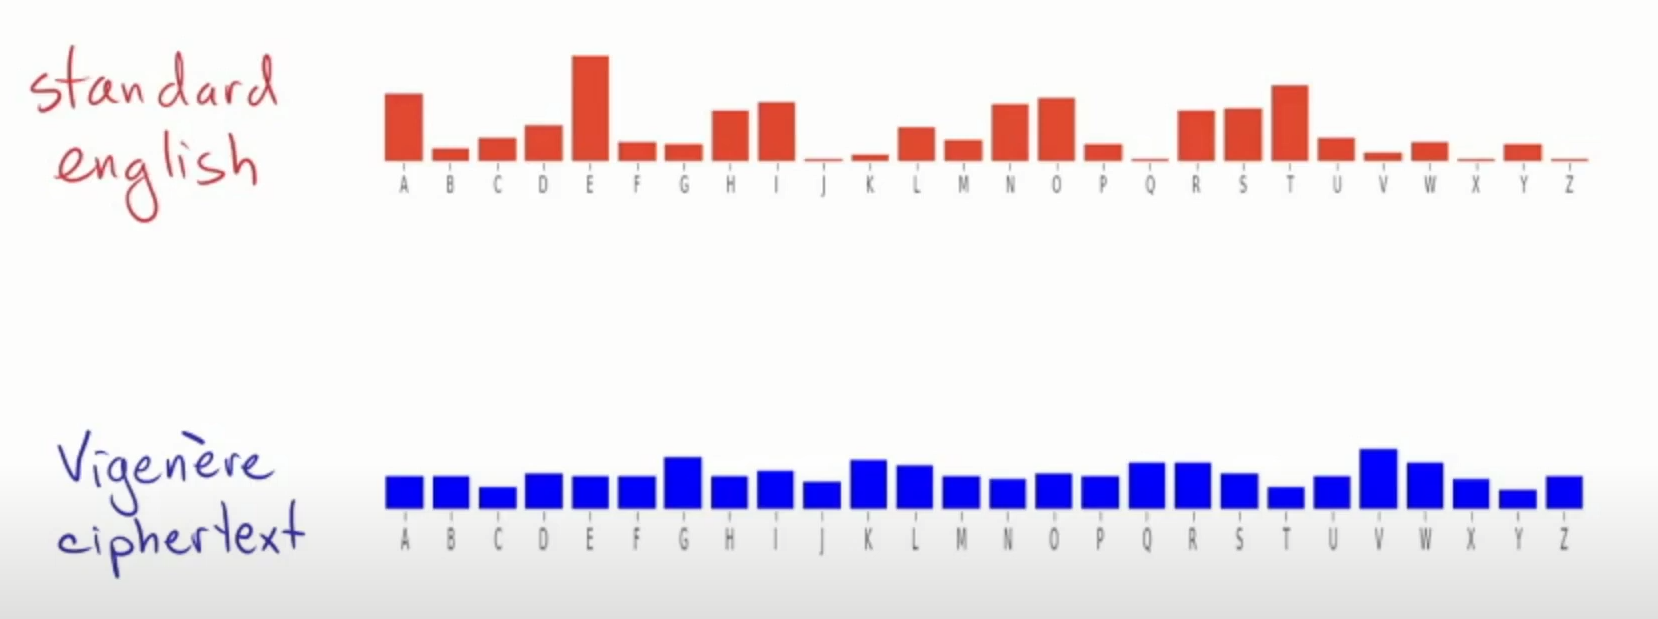 standard
english
A B C D E F G H I J K L M N O P Q R S T U V W X Y Z
Vigenère
ciphertext
A B C D E F G H I J K L M N O P Q R S T U V W X Y Z